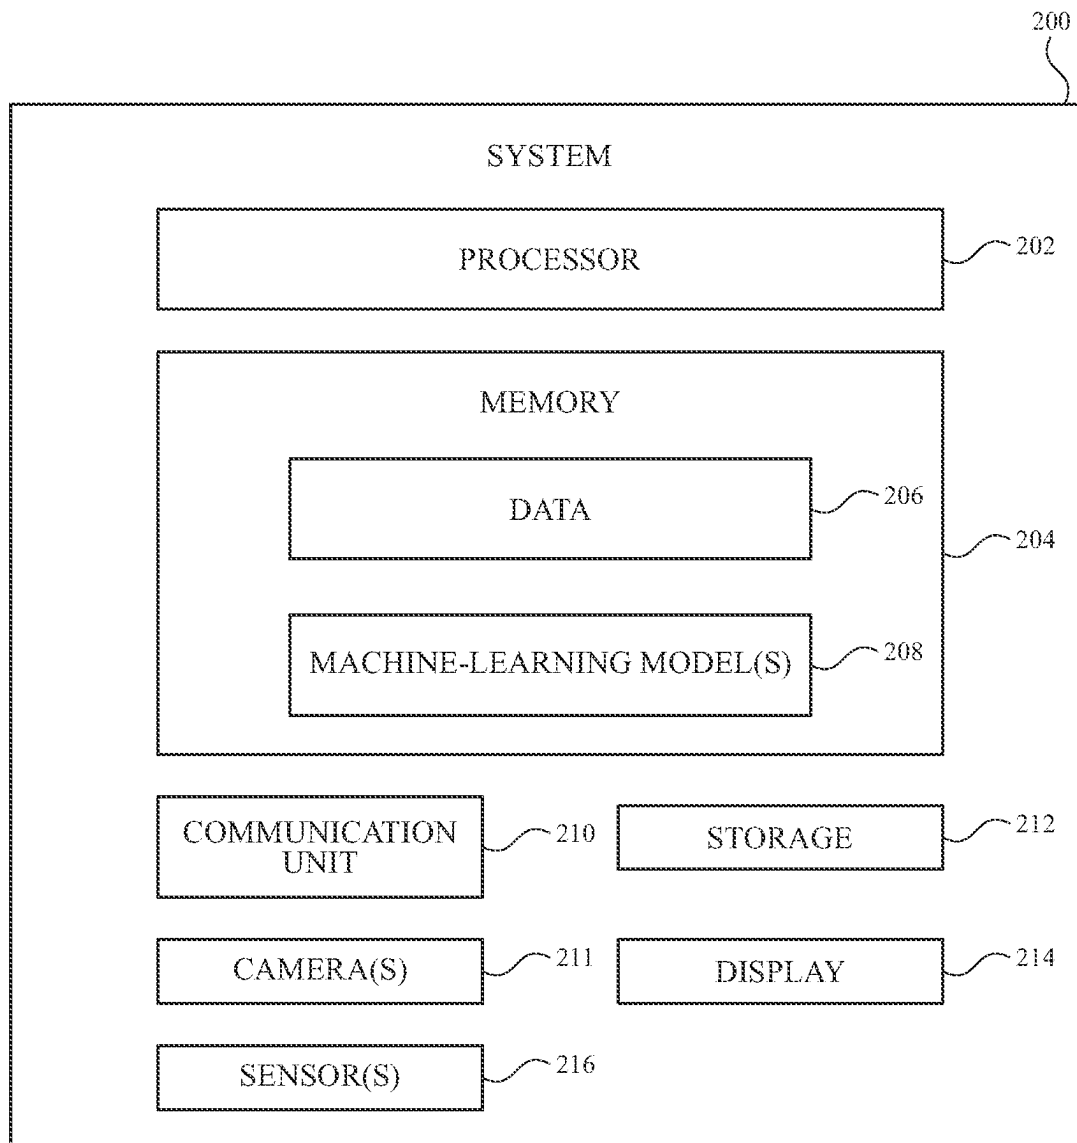 200
SYSTEM
PROCESSOR
202
MEMORY
DATA
206
204
MACHINE-LEARNING MODEL(S)
208
COMMUNICATION
UNIT
210
STORAGE
212
CAMERA(S)
211
DISPLAY
214
SENSOR(S)
216